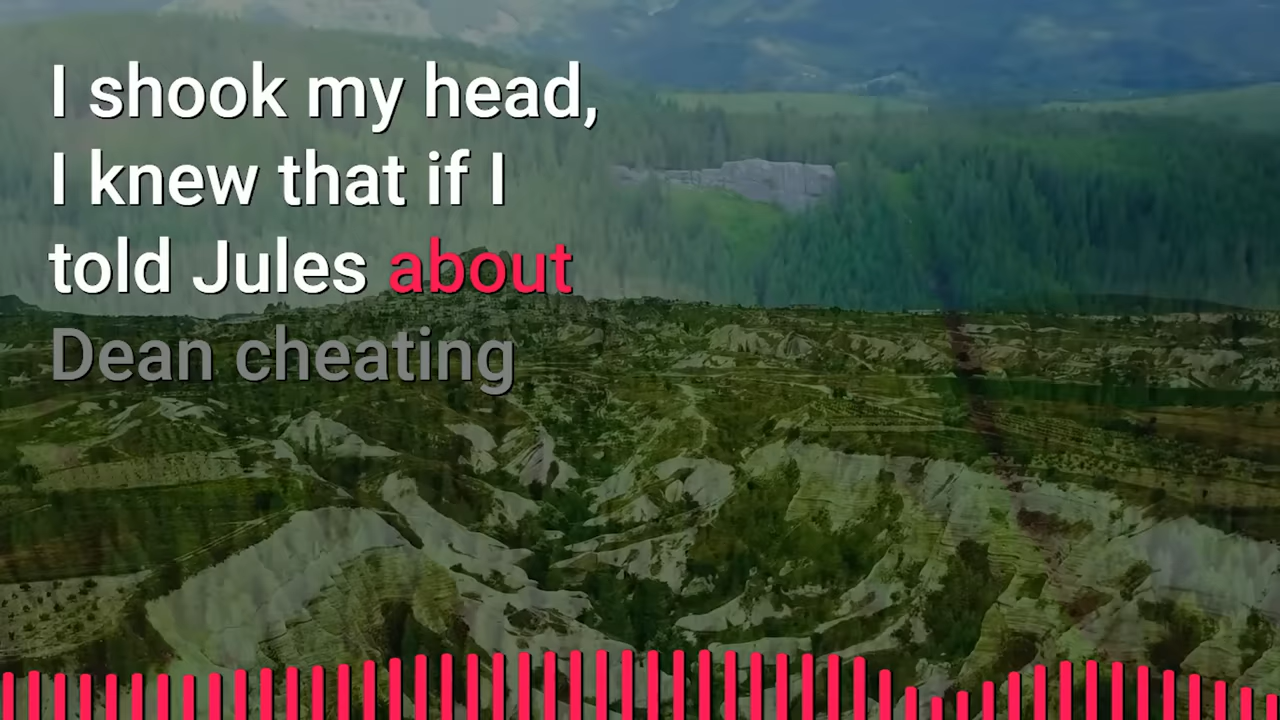 I shook my head,
I knew that if I
told Jules about
Dean cheating